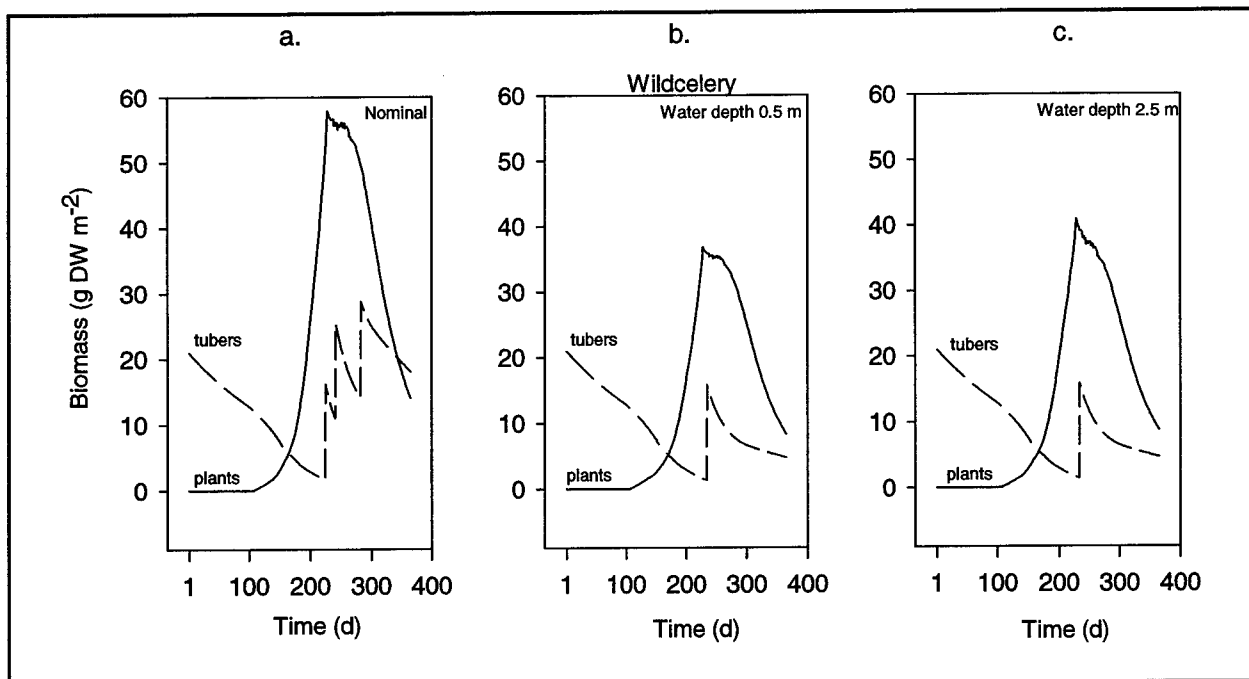 a.
b.
c.
Wildcelery
Nominal
Water depth 0.5 m
Water depth 2.5 m
Biomass (g DW m-2)
60
50
40
30
20
10
0
tubers
plants
1 100 200 300 400
Time (d)
60
50
40
30
20
10
0
tubers
plants
1 100 200 300 400
Time (d)
60
50
40
30
20
10
0
tubers
plants
1 100 200 300 400
Time (d)